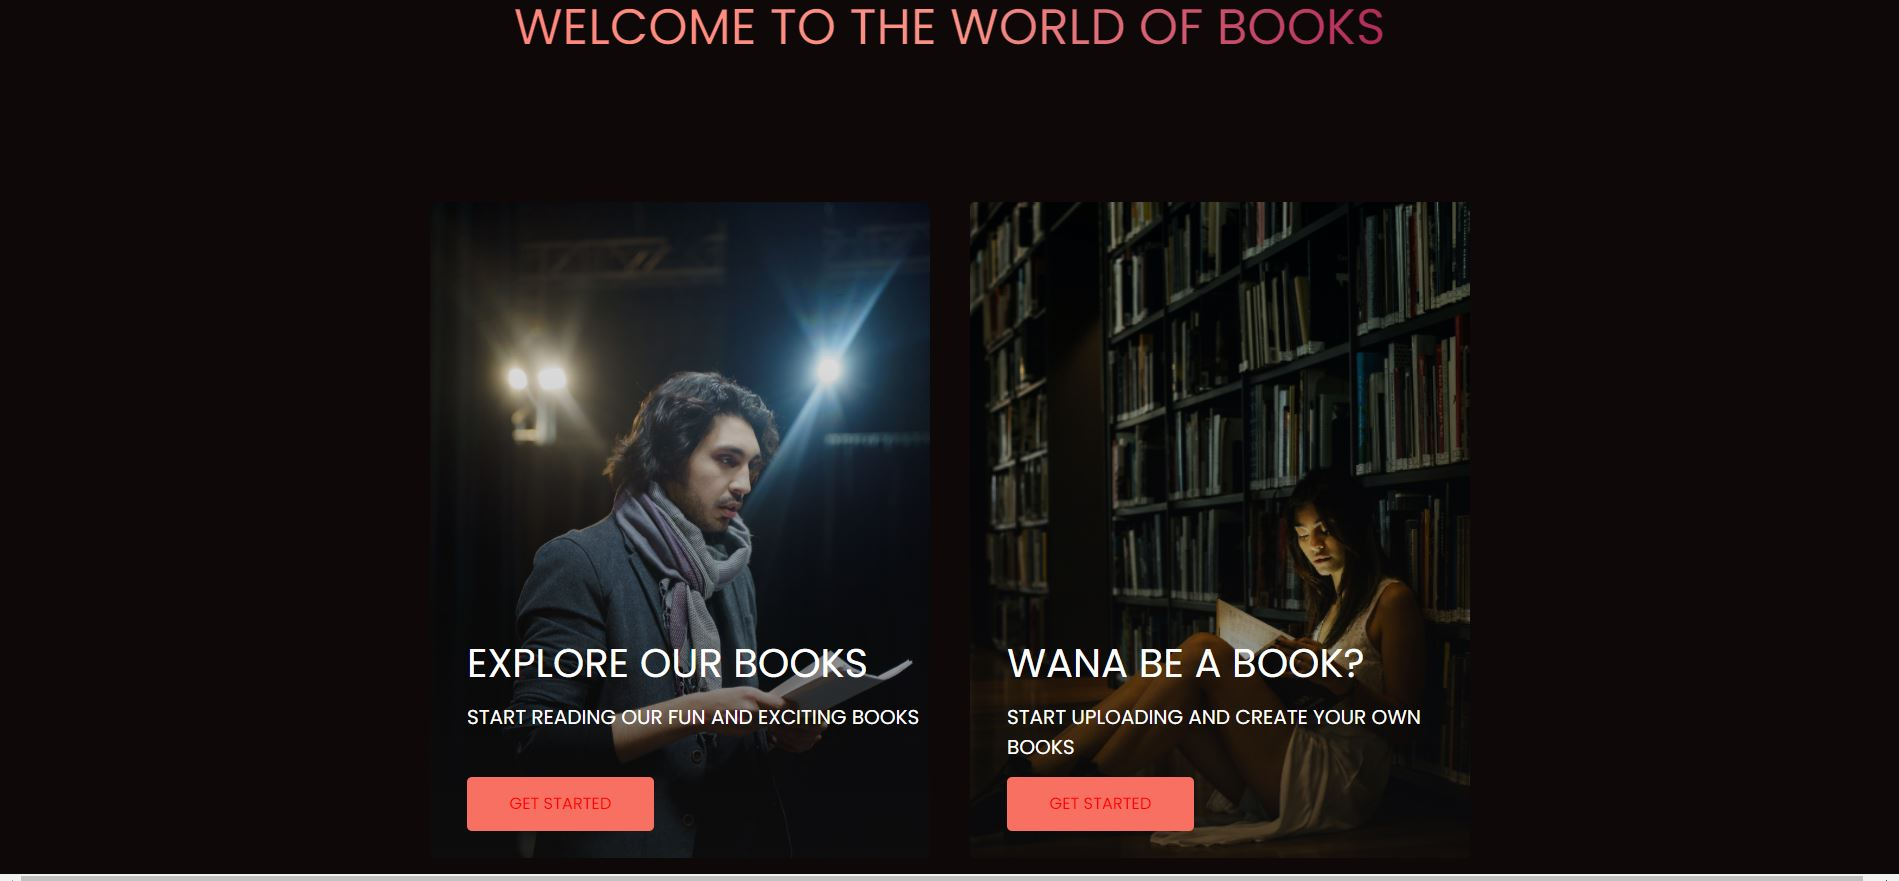 WELCOME TO THE WORLD OF BOOKS
EXPLORE OUR BOOKS
START READING OUR FUN AND EXCITING BOOKS
GET STARTED
WANA BE A BOOK?
START UPLOADING AND CREATE YOUR OWN
BOOKS
GET STARTED